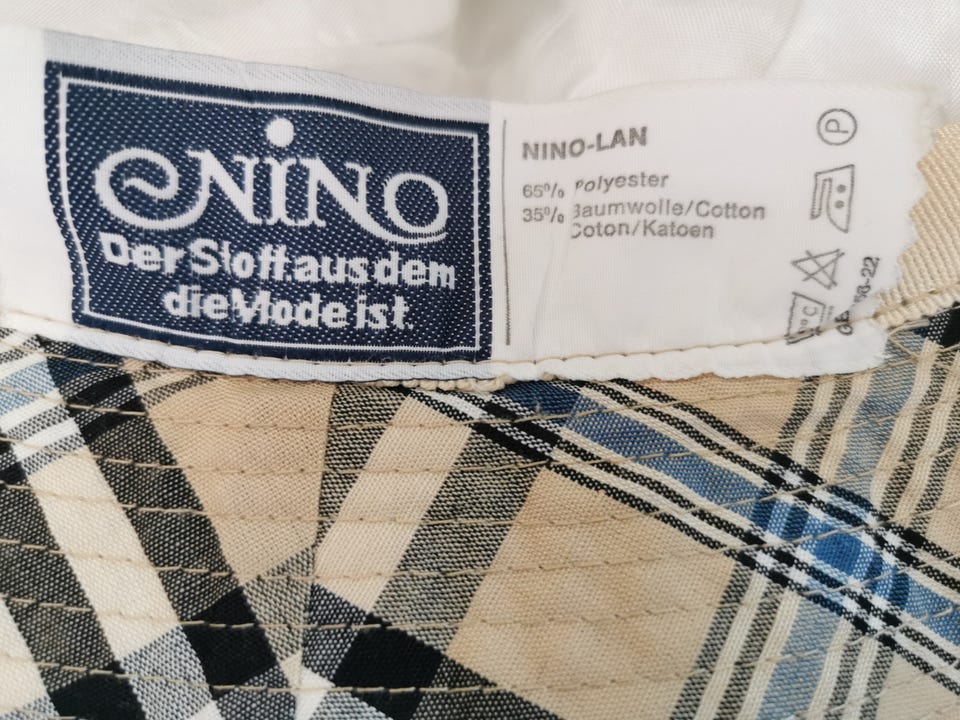 NINO
Der Stoff. aus dem
die Mode ist.
NINO-LAN
65% Polyester
35% Baumwolle/Cotton
Coton/Katoen
P